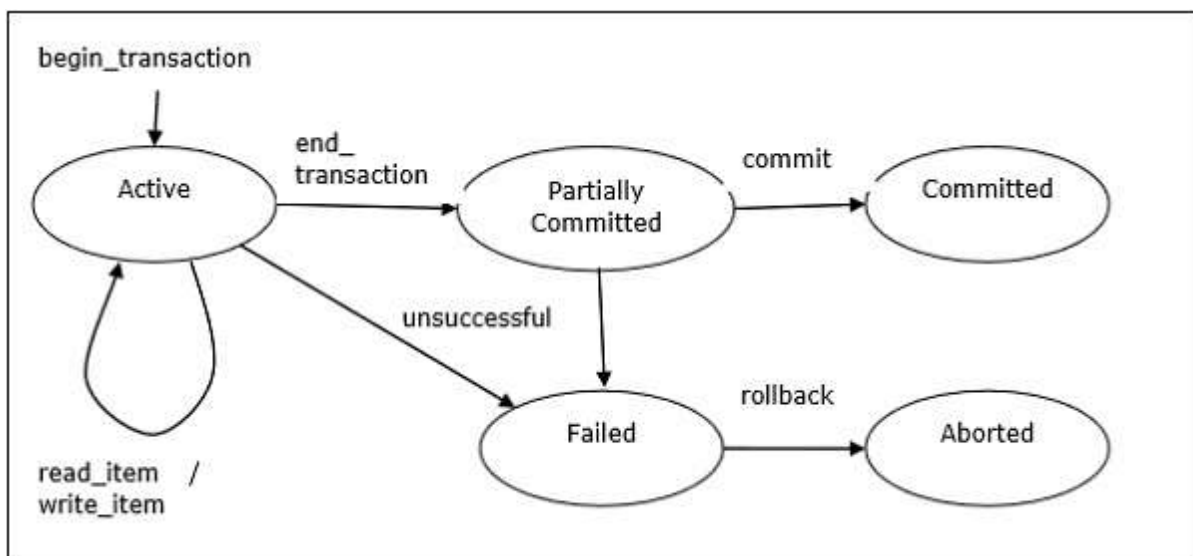 begin_transaction
end_
transaction
commit
Active
Partially
Committed
Committed
unsuccessful
rollback
Failed
Aborted
read_item /
write_item